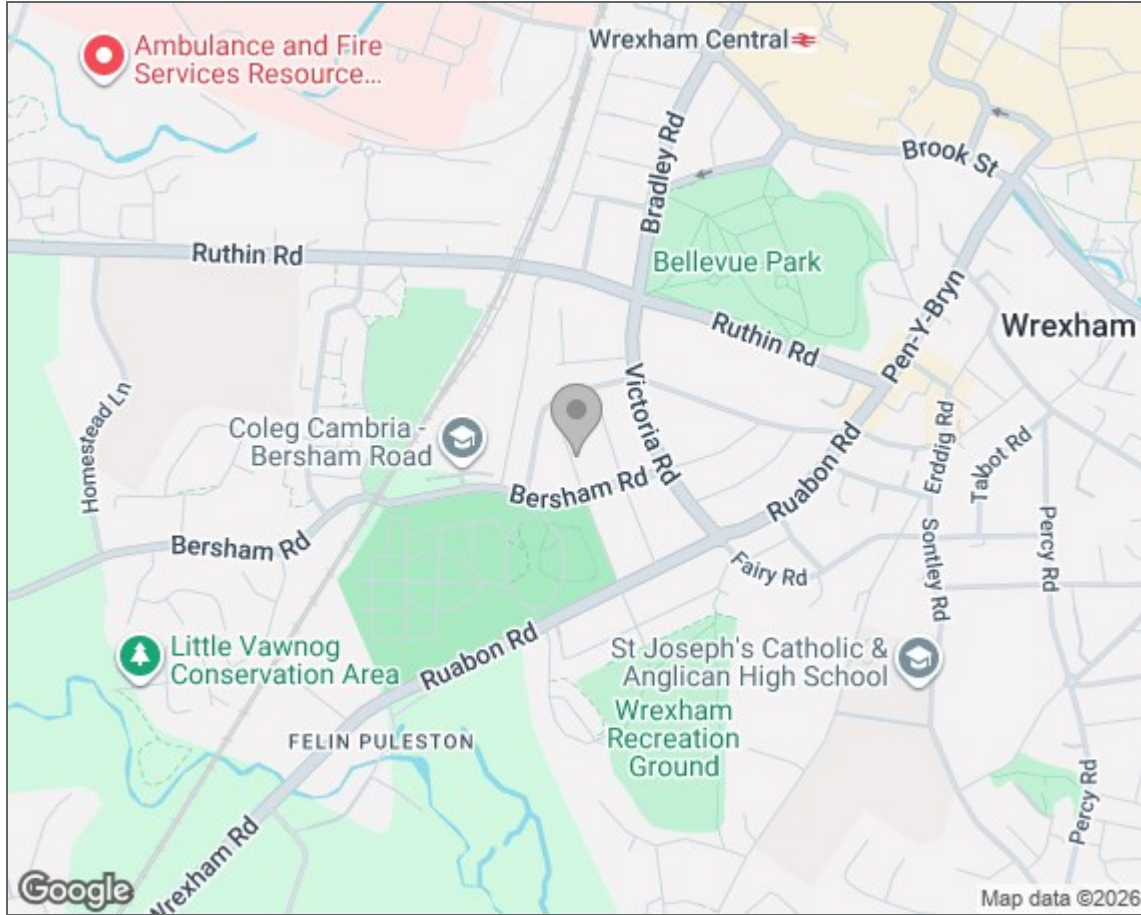 Wrexham Central
Ambulance and Fire
Services Resource...
Bradley Rd
Brook St
Ruthin Rd
Bellevue Park
Pen-Y-Bryn
Wrexham
Ruthin Rd
Victoria Rd
Homestead Ln
Coleg Cambria -
Bersham Road
Erddig Rd
Talbot Rd
Bersham Rd
Ruabon Rd
Percy Rd
Bersham Rd
Fairy Rd
Sontley Rd
Little Vawnog
Conservation Area
Ruabon Rd
St Joseph's Catholic &
Anglican High School
Wrexham
Recreation
Ground
FELIN PULESTON
Percy Rd
Wrexham Rd
Google
Map data ©2026